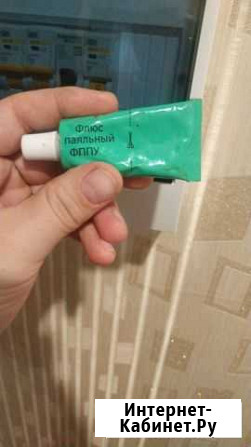 Флюс
паяльный
ФППУ
Интернет-
Кабинет.Ру